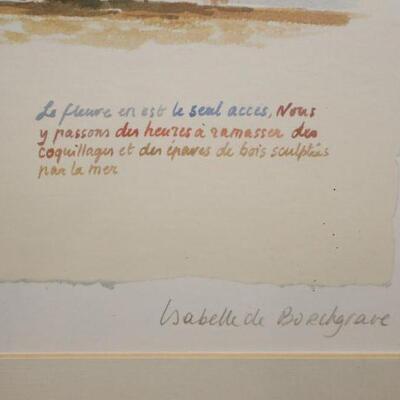 Le fleuve en est le seul accès, Nous
y passons des heures à ramasser des
coquillages et des épaves de bois sculptés
par la mer
Isabelle de Borchgrave